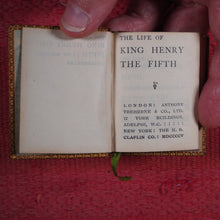 THE LIFE OF
KING HENRY
THE FIFTH
LONDON: ANTHONY
TREHERNE & CO., LTD.
12 YORK BUILDINGS,
ADELPHI, W.C.
NEW YORK: THE H. B.
CLAFLIN CO.: MDCCCCV